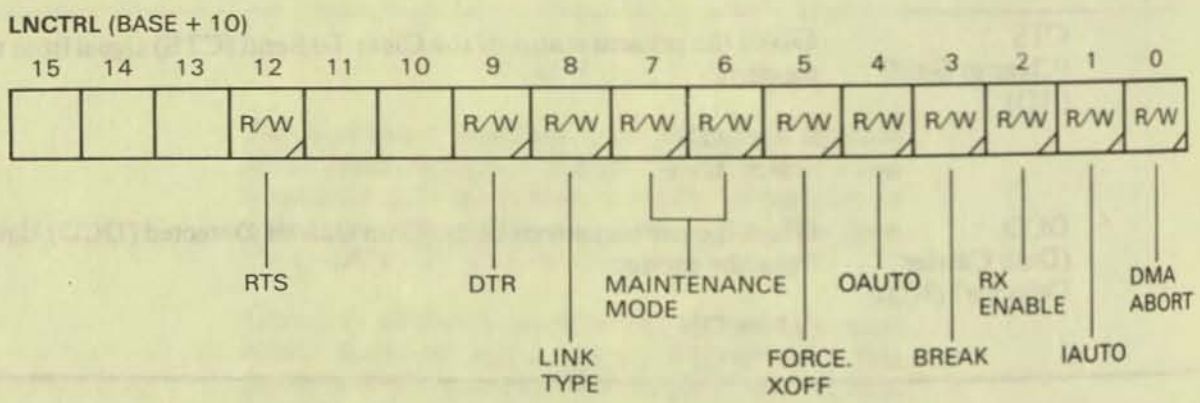 LNCTRL (BASE + 10)
15 14 13 12 11 10 9 8 7 6 5 4 3 2 1 0
R/W R/W R/W R/W R/W R/W R/W R/W R/W R/W R/W
RTS DTR MAINTENANCE MODE OAUTO RX ENABLE DMA ABORT
LINK TYPE FORCE. XOFF BREAK IAUTO